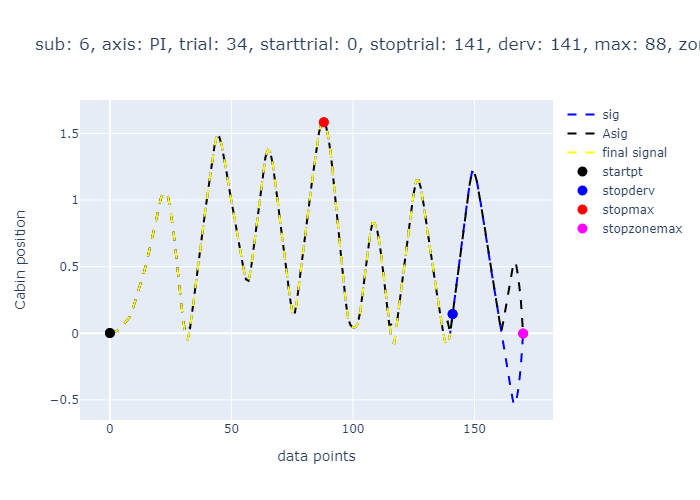 sub: 6, axis: PI, trial: 34, starttrial: 0, stoptrial: 141, derv: 141, max: 88, zo
sig
Asig
final signal
startpt
stopderv
stopmax
stopzonemax
1.5
1
0.5
0
−0.5
Cabin position
0
50
100
150
data points